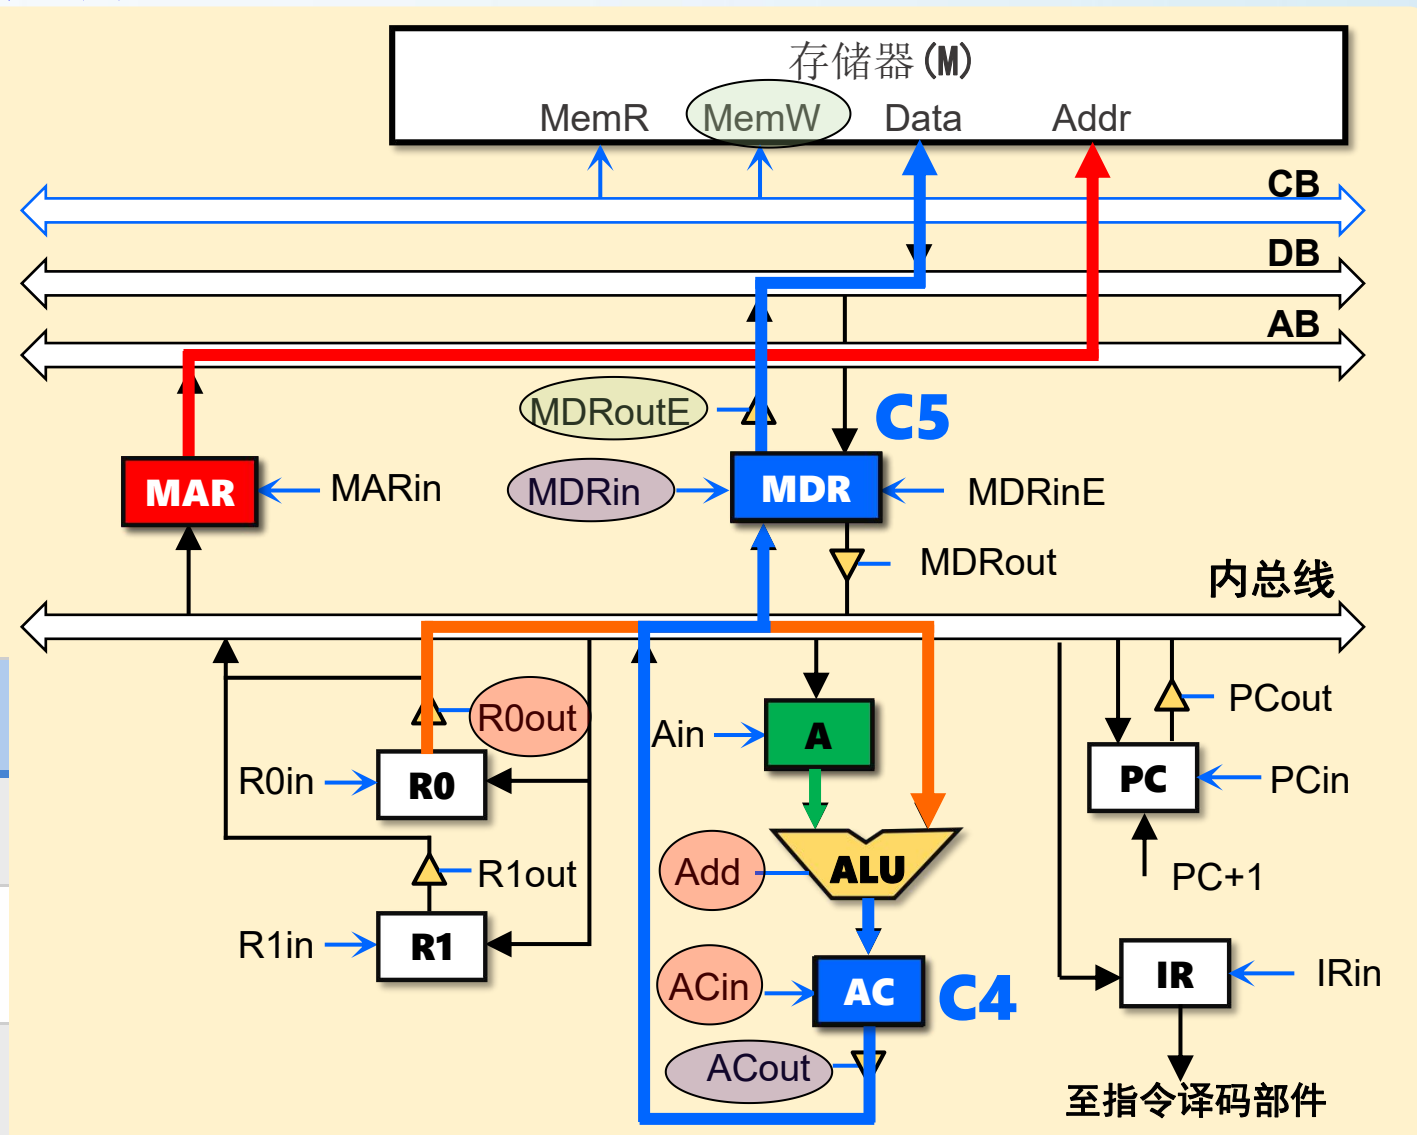 存储器(M)
MemR MemW Data Addr
CB
DB
AB
MDRoutE
C5
MAR
MARin
MDRin
MDR
MDRinE
MDRout
内总线
R0out
Ain
A
PCout
R0in
R0
PC
PCin
Add
ALU
R1out
PC+1
R1in
R1
ACin
AC
C4
IR
IRin
ACout
至指令译码部件